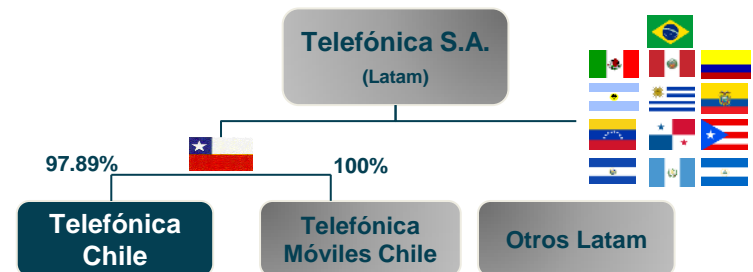 Telefónica S.A.
(Latam)
97.89%
100%
Telefónica
Chile
Telefónica
Móviles Chile
Otros Latam